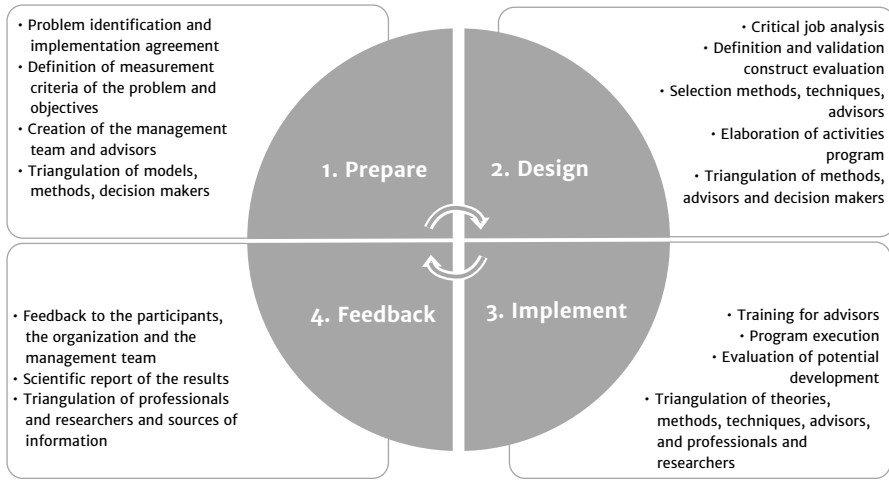 • Problem identification and
implementation agreement
• Definition of measurement
criteria of the problem and
objectives
• Creation of the management
team and advisors
• Triangulation of models,
methods, decision makers
1. Prepare
• Critical job analysis
• Definition and validation
construct evaluation
• Selection methods, techniques,
advisors
• Elaboration of activities
program
• Triangulation of methods,
advisors and decision makers
2. Design
4. Feedback
• Feedback to the participants,
the organization and the
management team
• Scientific report of the results
• Triangulation of professionals
and researchers and sources of
information
3. Implement
• Training for advisors
• Program execution
• Evaluation of potential
development
• Triangulation of theories,
methods, techniques, advisors,
and professionals and
researchers